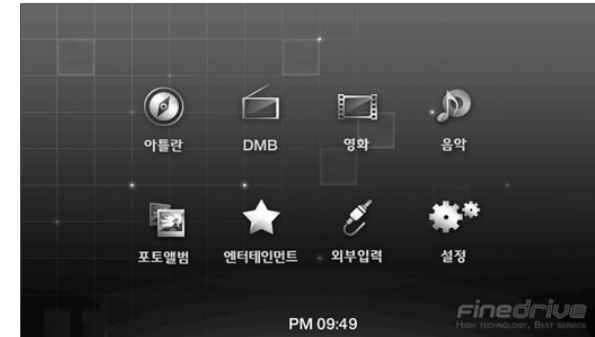 아틀란
DMB
영화
음악
포토앨범
엔터테인먼트
외부입력
설정
PM 09:49
Finedrive
HIGH TECHNOLOGY, BEST SERVICE